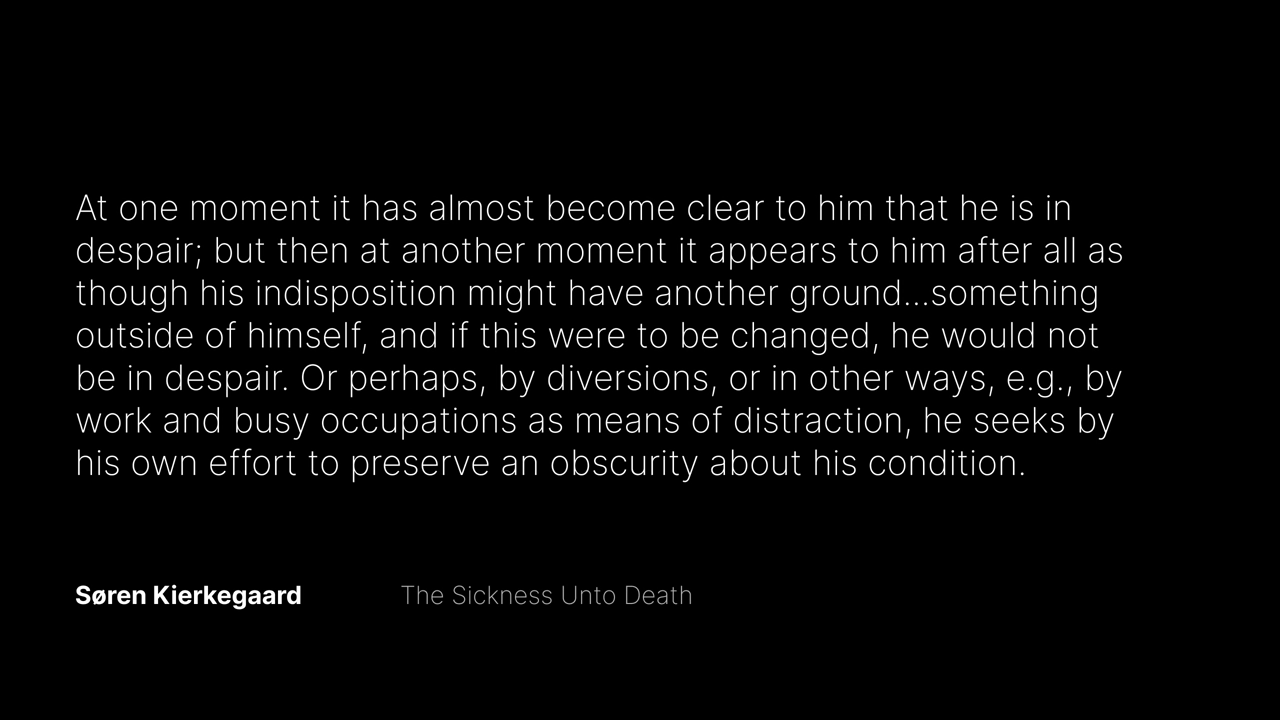 At one moment it has almost become clear to him that he is in
despair; but then at another moment it appears to him after all as
though his indisposition might have another ground...something
outside of himself, and if this were to be changed, he would not
be in despair. Or perhaps, by diversions, or in other ways, e.g., by
work and busy occupations as means of distraction, he seeks by
his own effort to preserve an obscurity about his condition.
Søren Kierkegaard The Sickness Unto Death